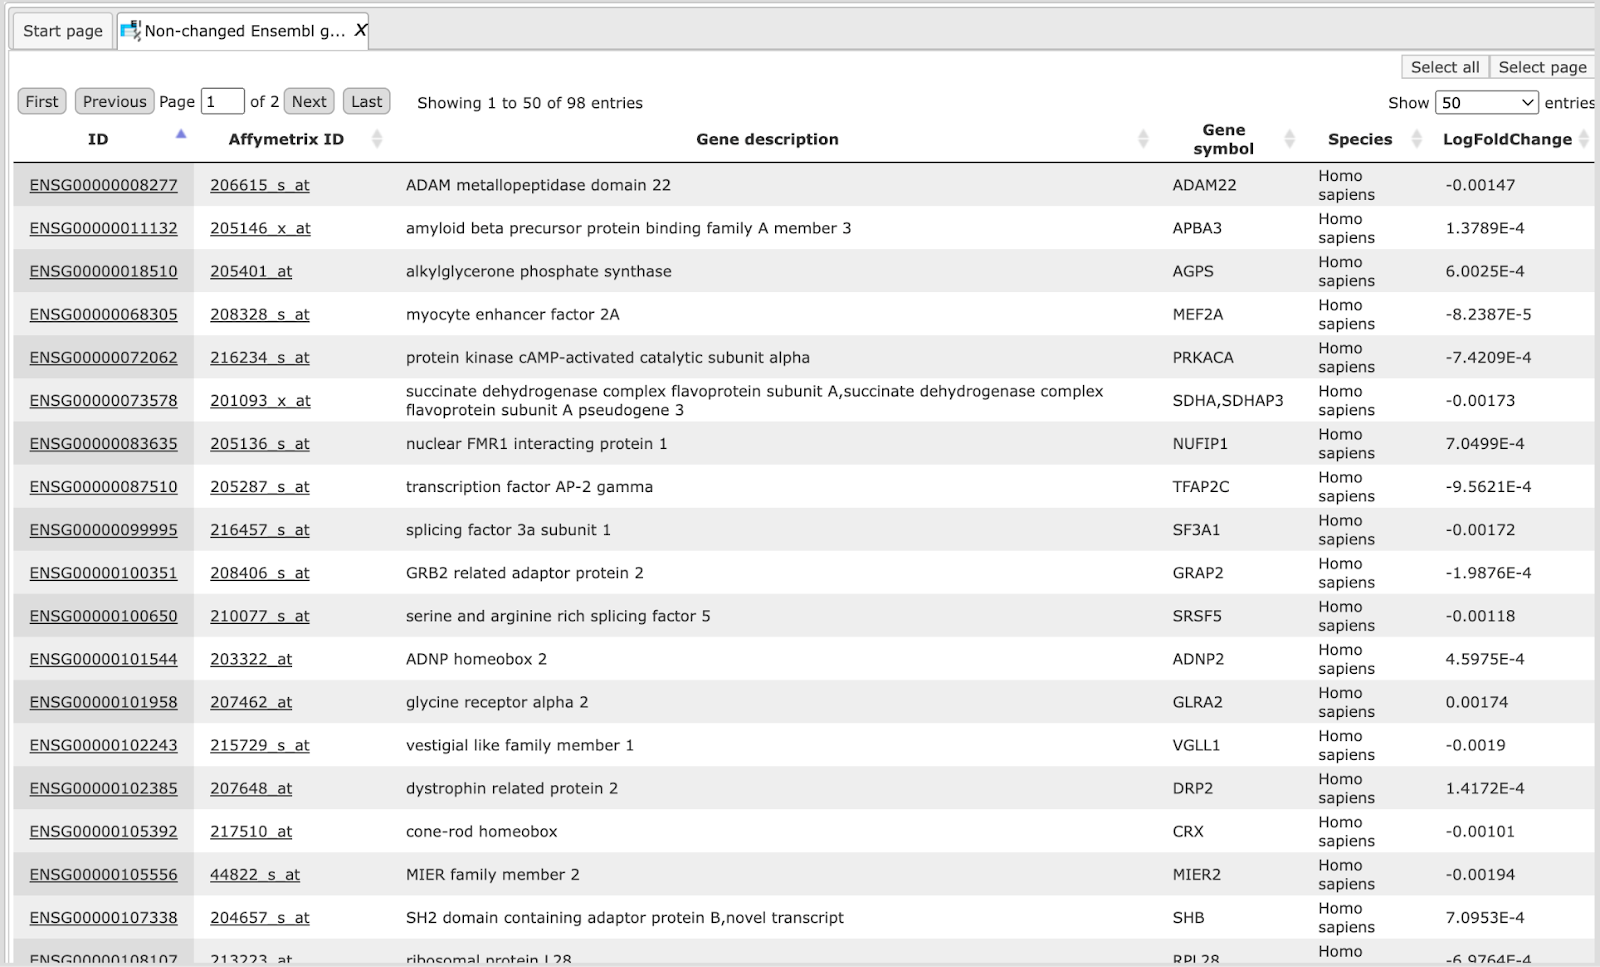 Start page
Non-changed Ensembl g... X
Select all Select page
First Previous Page 1 of 2 Next Last Showing 1 to 50 of 98 entries Show 50 entries
ID Affymetrix ID Gene description Gene symbol Species LogFoldChange
ENSG00000008277 206615_s_at ADAM metallopeptidase domain 22 ADAM22 Homo sapiens -0.00147
ENSG00000011132 205146_x_at amyloid beta precursor protein binding family A member 3 APBA3 Homo sapiens 1.3789E-4
ENSG00000018510 205401_at alkylglycerone phosphate synthase AGPS Homo sapiens 6.0025E-4
ENSG00000068305 208328_s_at myocyte enhancer factor 2A MEF2A Homo sapiens -8.2387E-5
ENSG00000072062 216234_s_at protein kinase cAMP-activated catalytic subunit alpha PRKACA Homo sapiens -7.4209E-4
ENSG00000073578 201093_x_at succinate dehydrogenase complex flavoprotein subunit A,succinate dehydrogenase complex flavoprotein subunit A pseudogene 3 SDHA,SDHAP3 Homo sapiens -0.00173
ENSG00000083635 205136_s_at nuclear FMR1 interacting protein 1 NUFIP1 Homo sapiens 7.0499E-4
ENSG00000087510 205287_s_at transcription factor AP-2 gamma TFAP2C Homo sapiens -9.5621E-4
ENSG00000099995 216457_s_at splicing factor 3a subunit 1 SF3A1 Homo sapiens -0.00172
ENSG00000100351 208406_s_at GRB2 related adaptor protein 2 GRAP2 Homo sapiens -1.9876E-4
ENSG00000100650 210077_s_at serine and arginine rich splicing factor 5 SRSF5 Homo sapiens -0.00118
ENSG00000101544 203322_at ADNP homeobox 2 ADNP2 Homo sapiens 4.5975E-4
ENSG00000101958 207462_at glycine receptor alpha 2 GLRA2 Homo sapiens 0.00174
ENSG00000102243 215729_s_at vestigial like family member 1 VGLL1 Homo sapiens -0.0019
ENSG00000102385 207648_at dystrophin related protein 2 DRP2 Homo sapiens 1.4172E-4
ENSG00000105392 217510_at cone-rod homeobox CRX Homo sapiens -0.00101
ENSG00000105556 44822_s_at MIER family member 2 MIER2 Homo sapiens -0.00194
ENSG00000107338 204657_s_at SH2 domain containing adaptor protein B,novel transcript SHB Homo sapiens 7.0953E-4
ENSG00000108107 213223_at ribosomal protein L28 RPL28 Homo -6.9764E-4